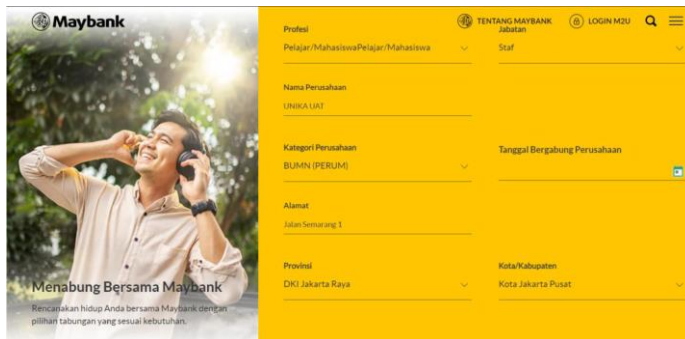 Maybank
TENTANG MAYBANK
LOGIN M2U
Profesi
Jabatan
Pelajar/MahasiswaPelajar/Mahasiswa
Staf
Nama Perusahaan
UNIKA UAT
Kategori Perusahaan
Tanggal Bergabung Perusahaan
BUMN (PERUM)
Alamat
Jalan Semarang 1
Provinsi
Kota/Kabupaten
DKI Jakarta Raya
Kota Jakarta Pusat
Menabung Bersama Maybank
Rencanakan hidup Anda bersama Maybank dengan
pilihan tabungan yang sesuai kebutuhan.